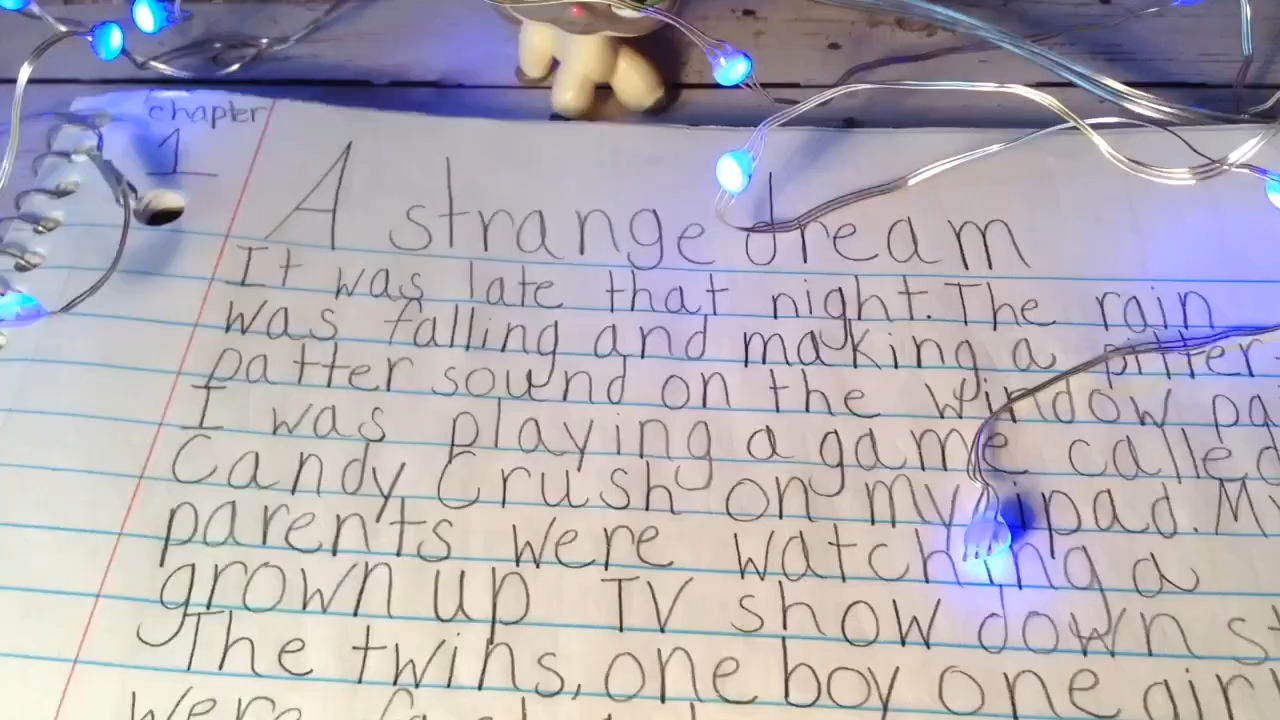 chapter
1
A strange dream
It was late that night. The rain
was falling and making a pitter
patter sound on the window
I was playing a game called
Candy Crush on my ipad. My
parents were watching a
grown up TV show down
The twins, one boy one girl
were